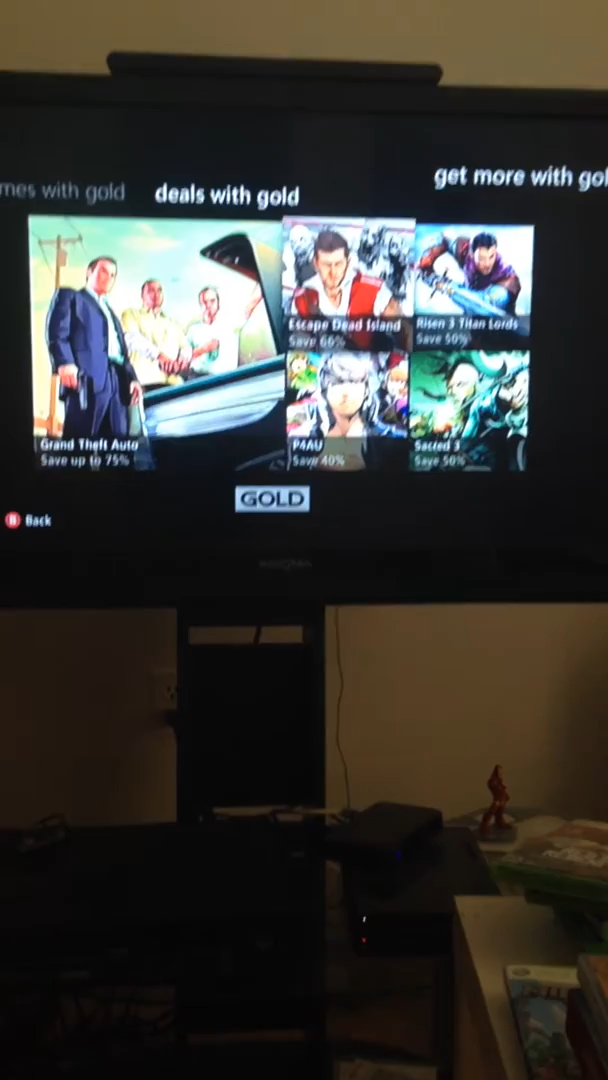 mes with gold
deals with gold
get more with gol
Grand Theft Auto
Save up to 75%
Escape Dead Island
Save 66%
Risen 3 Titan Lords
Save 50%
P4AU
Save 40%
Sacred 3
Save 50%
GOLD
B Back
INSIGNIA